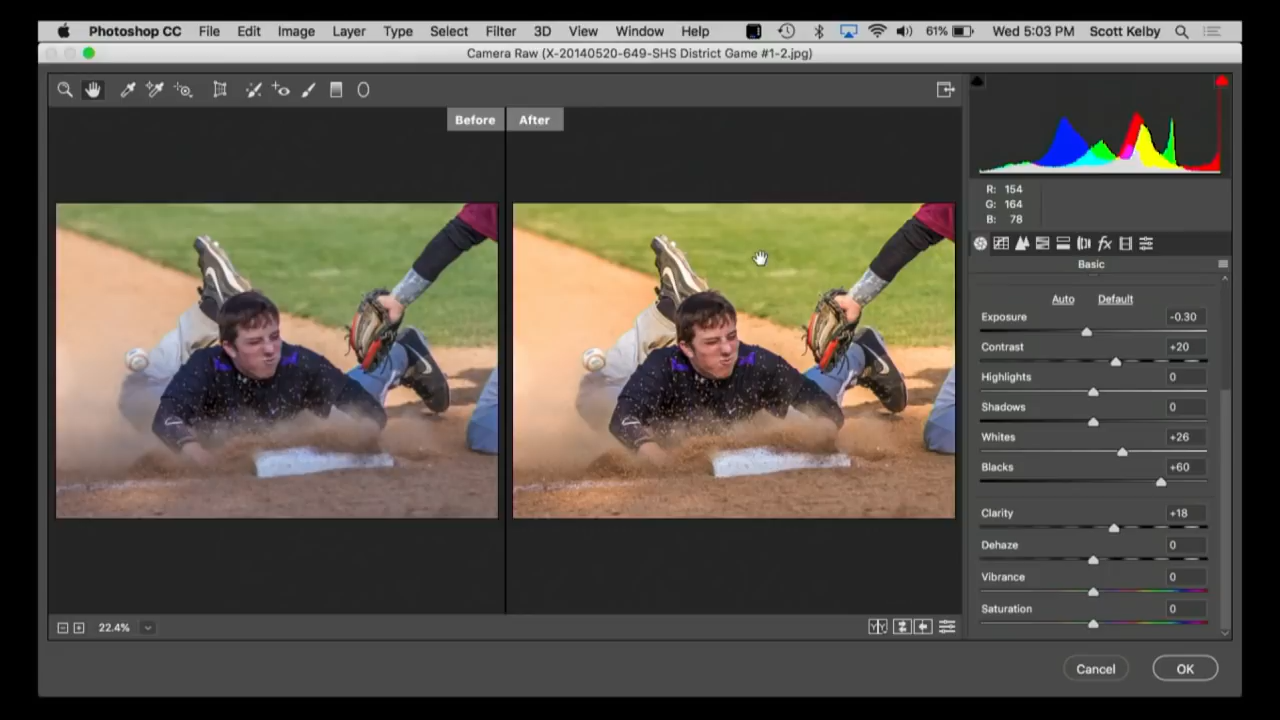 Photoshop CC File Edit Image Layer Type Select Filter 3D View Window Help 61% Wed 5:03 PM Scott Kelby
Camera Raw (X-20140520-649-SHS District Game #1-2.jpg)
Before After
R: 154
G: 164
B: 78
fx
Basic
Auto Default
Exposure -0.30
Contrast +20
Highlights 0
Shadows 0
Whites +26
Blacks +60
Clarity +18
Dehaze 0
Vibrance 0
Saturation 0
22.4% Y Y
Cancel OK